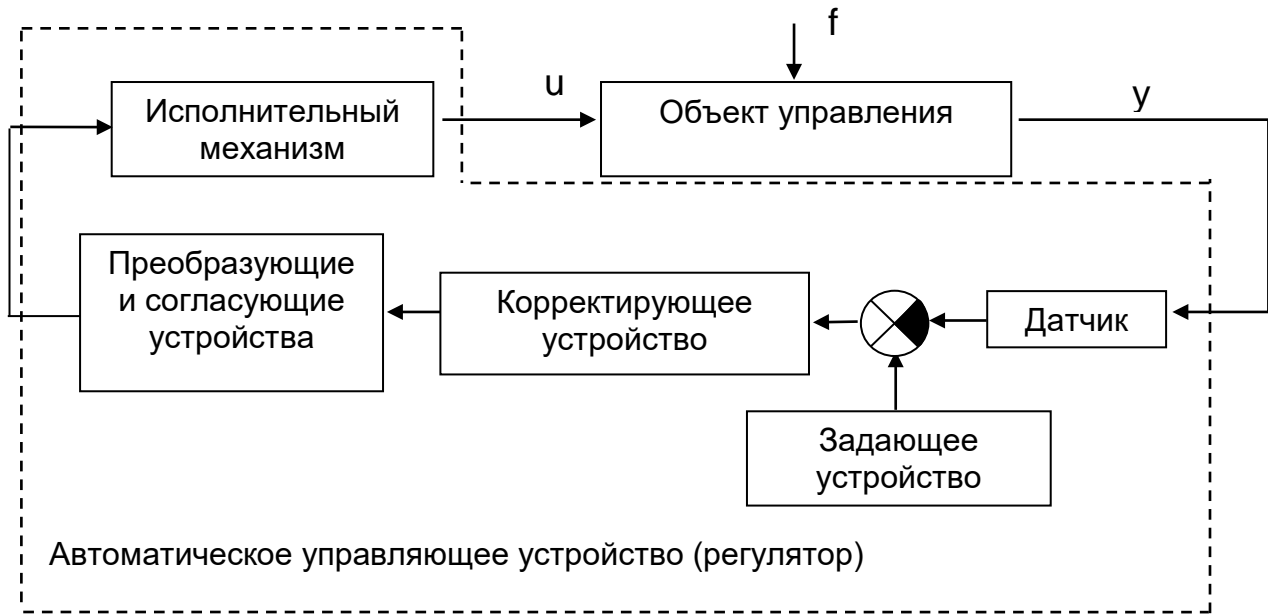 f
u
y
Исполнительный
механизм
Объект управления
Преобразующие
и согласующие
устройства
Корректирующее
устройство
Датчик
Задающее
устройство
Автоматическое управляющее устройство (регулятор)